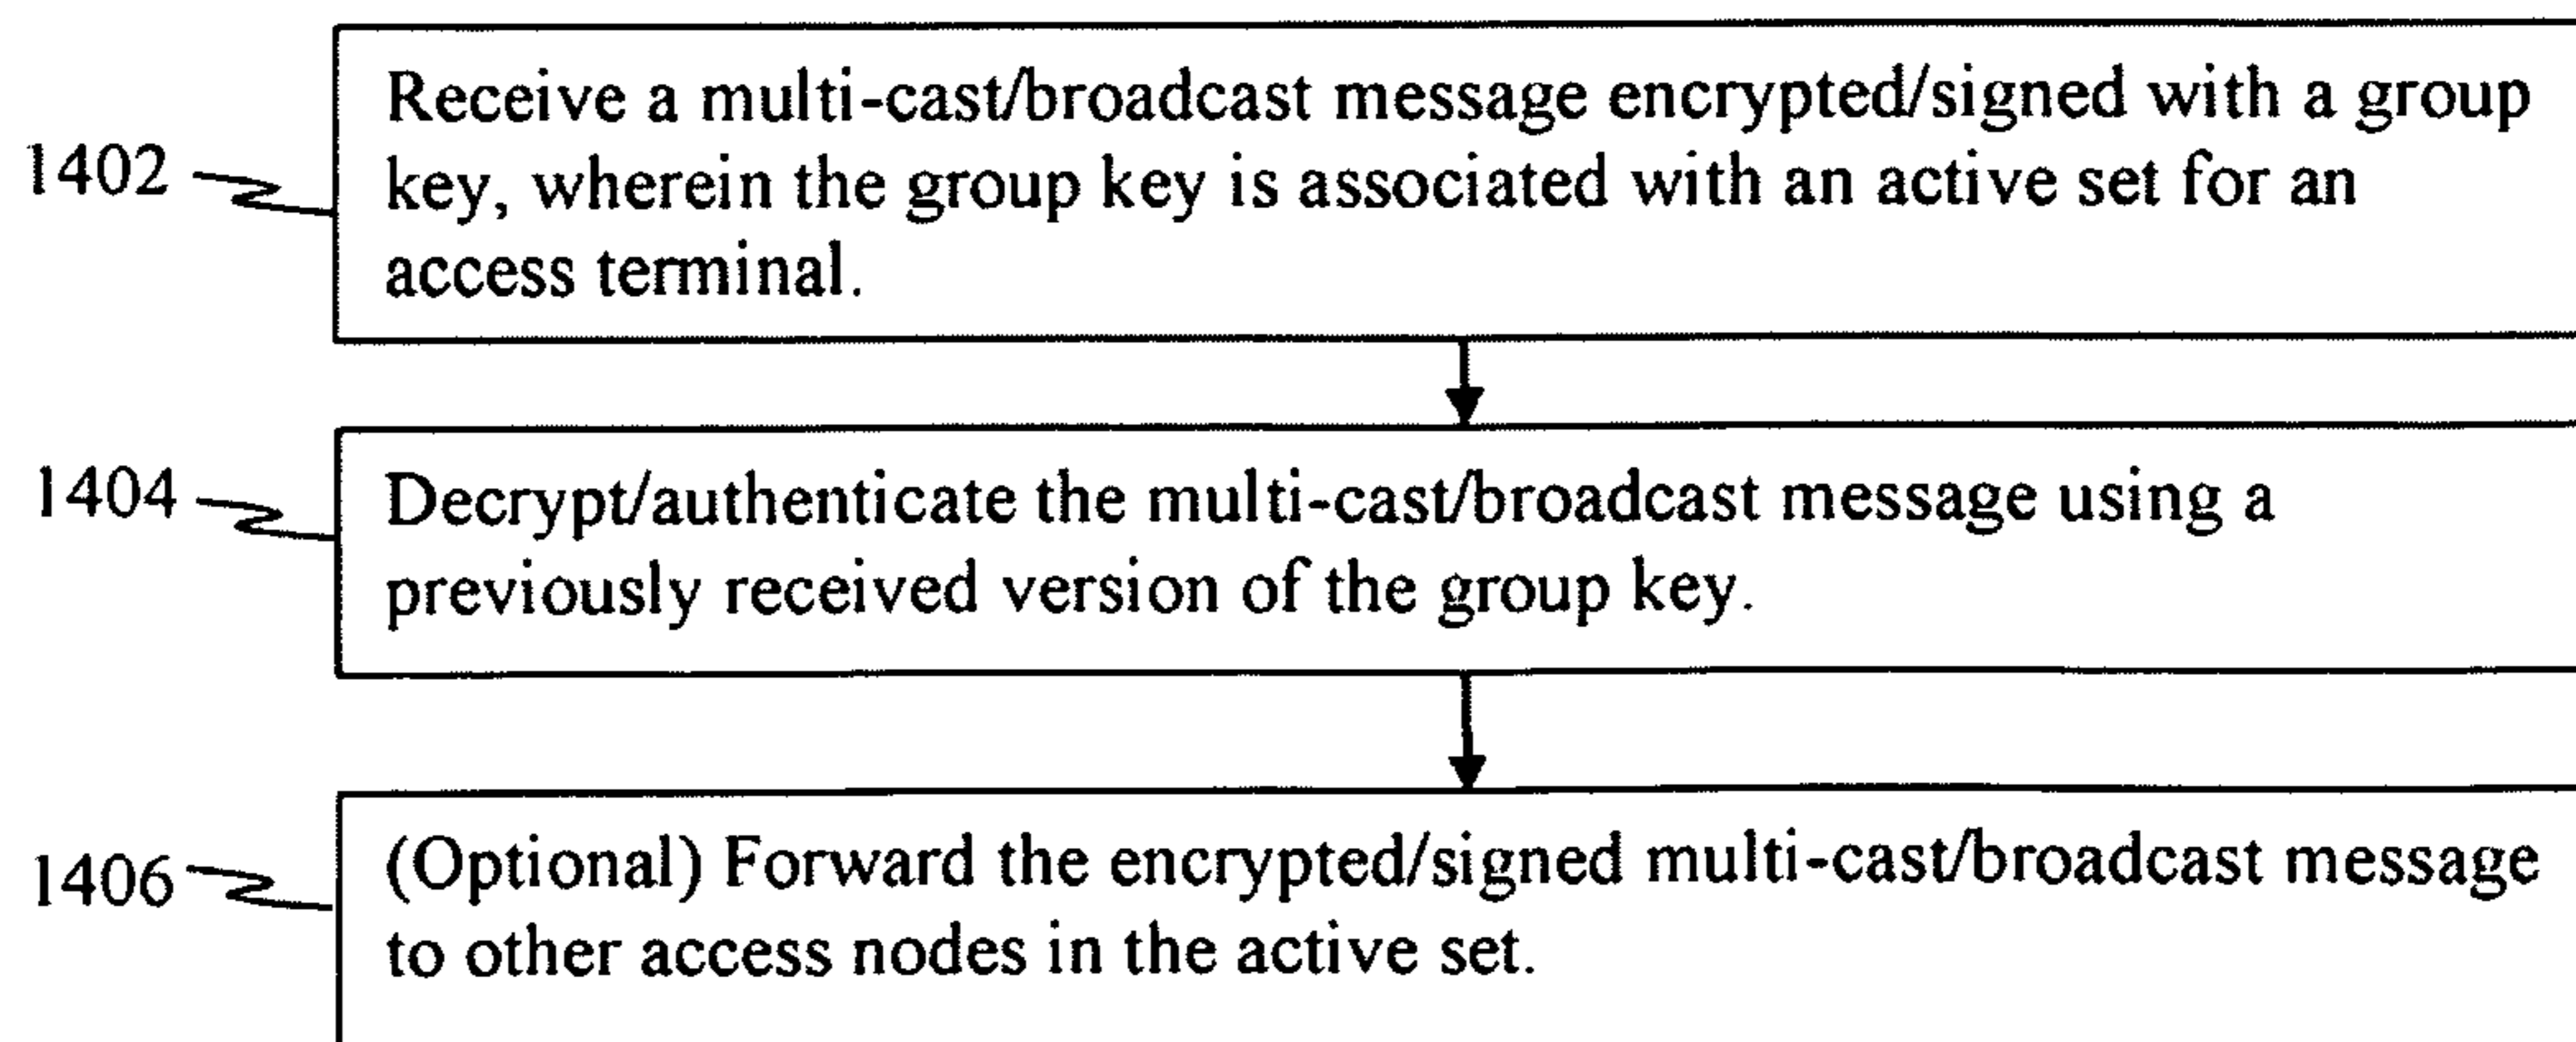 Receive a multi-cast/broadcast message encrypted/signed with a group
1402
key, wherein the group key is associated with an active set for an
access terminal.
1404
Decrypt/authenticate the multi-cast/broadcast message using a
previously received version of the group key.
1406
(Optional) Forward the encrypted/signed multi-cast/broadcast message
to other access nodes in the active set.